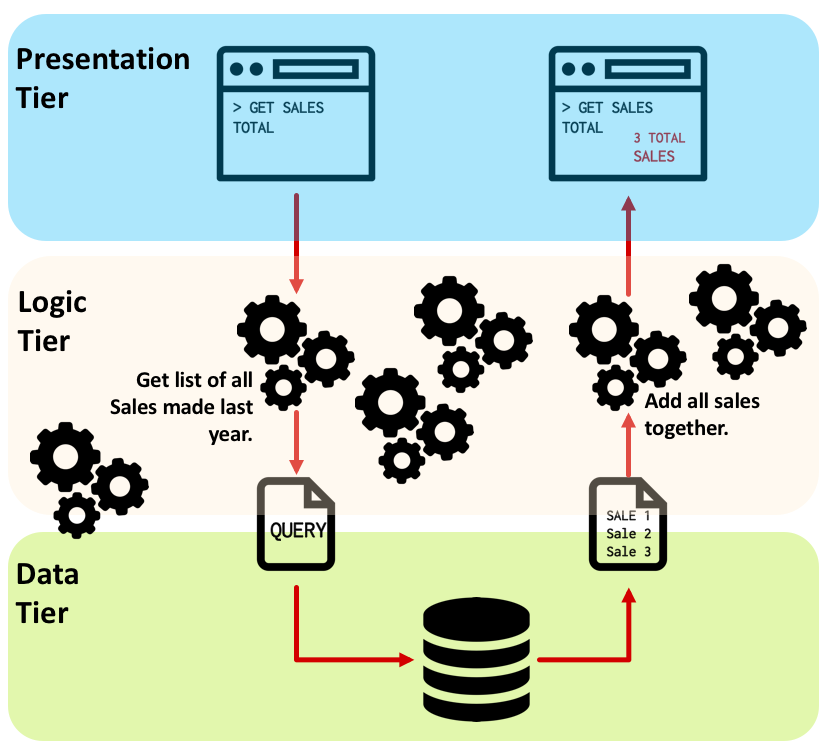 Presentation
Tier
> GET SALES
TOTAL
> GET SALES
TOTAL
3 TOTAL
SALES
Logic
Tier
Get list of all
Sales made last
year.
Add all sales
together.
QUERY
SALE 1
Sale 2
Sale 3
Data
Tier